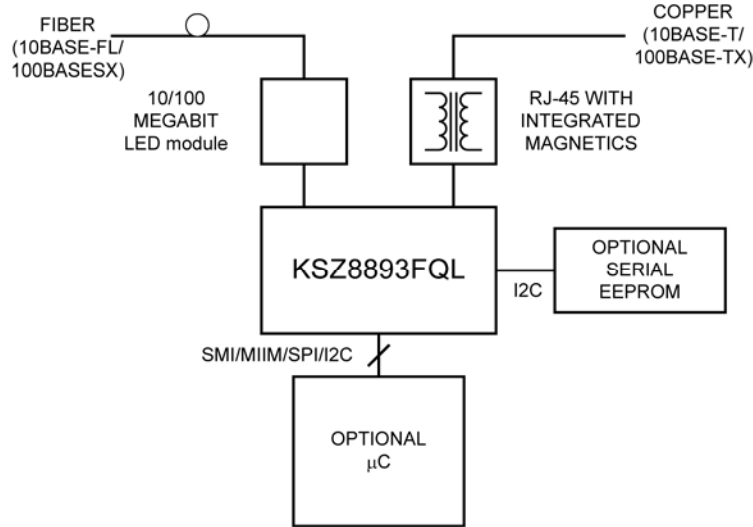 FIBER
(10BASE-FL/
100BASESX)
COPPER
(10BASE-T/
100BASE-TX)
10/100
MEGABIT
LED module
RJ-45 WITH
INTEGRATED
MAGNETICS
KSZ8893FQL
I2C
OPTIONAL
SERIAL
EEPROM
SMI/MIIM/SPI/I2C
OPTIONAL
µC